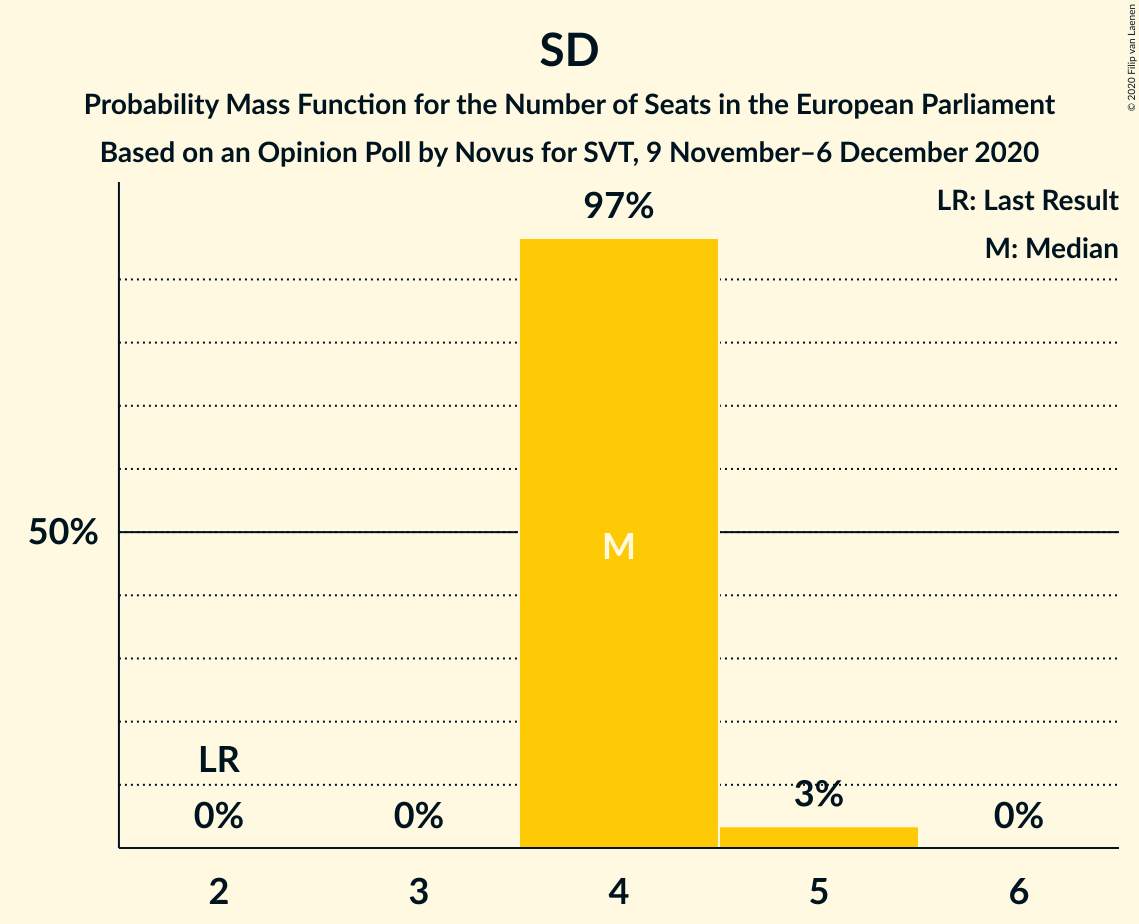 SD
Probability Mass Function for the Number of Seats in the European Parliament
Based on an Opinion Poll by Novus for SVT, 9 November–6 December 2020
© 2020 Filip van Laenen
LR: Last Result
M: Median
97%
50%
M
LR
0%
0%
3%
0%
2
3
4
5
6